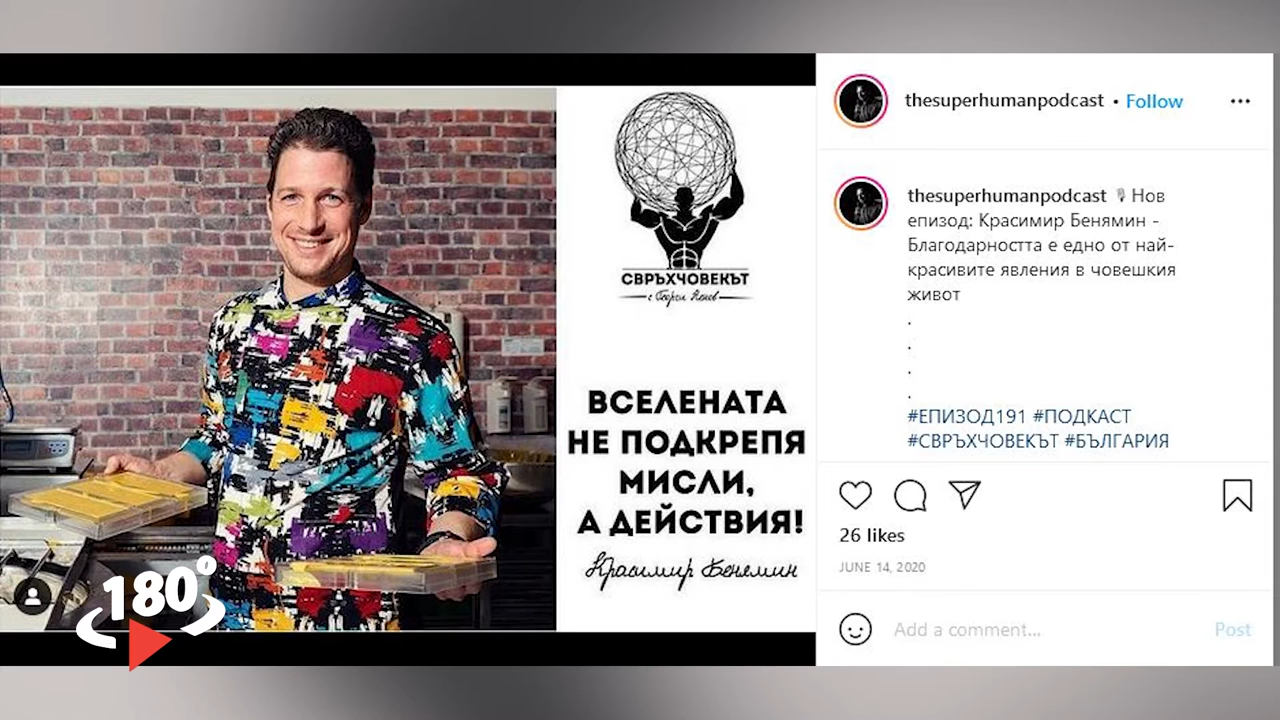 СВРЪХЧОВЕКЪТ
ВСЕЛЕНАТА
НЕ ПОДКРЕПЯ
МИСЛИ,
А ДЕЙСТВИЯ!
Красимир Бенямин
180°
thesuperhumanpodcast • Follow
thesuperhumanpodcast Нов
епизод: Красимир Бенямин -
Благодарността е едно от най-
красивите явления в човешкия
живот
.
.
.
.
#ЕПИЗОД191 #ПОДКАСТ
#СВРЪХЧОВЕКЪТ #БЪЛГАРИЯ
26 likes
JUNE 14, 2020
Add a comment... Post